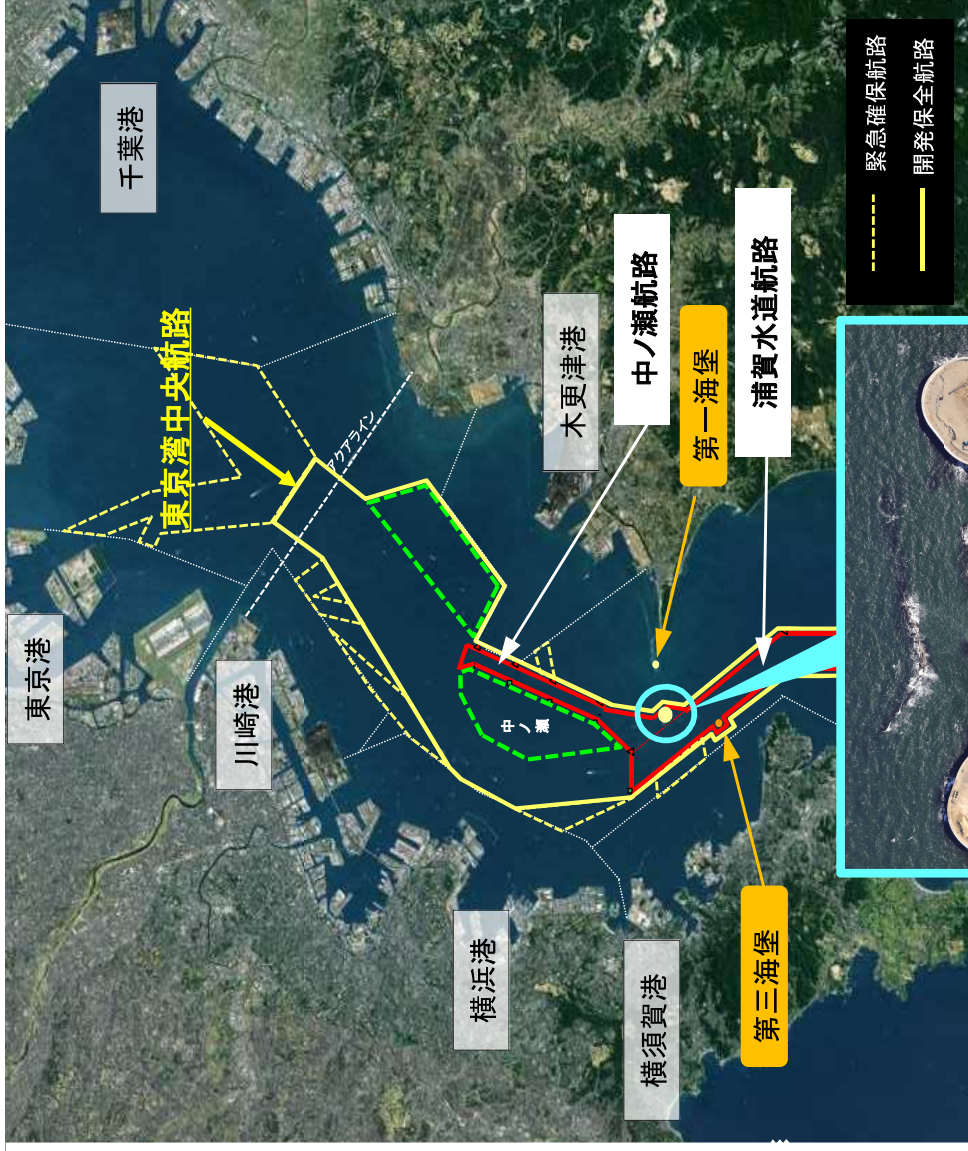 千葉港
東京湾中央航路
アクアライン
東京港
川崎港
木更津港
中ノ瀬航路
第一海堡
浦賀水道航路
中ノ瀬
横浜港
横須賀港
第三海堡
緊急確保航路
開発保全航路